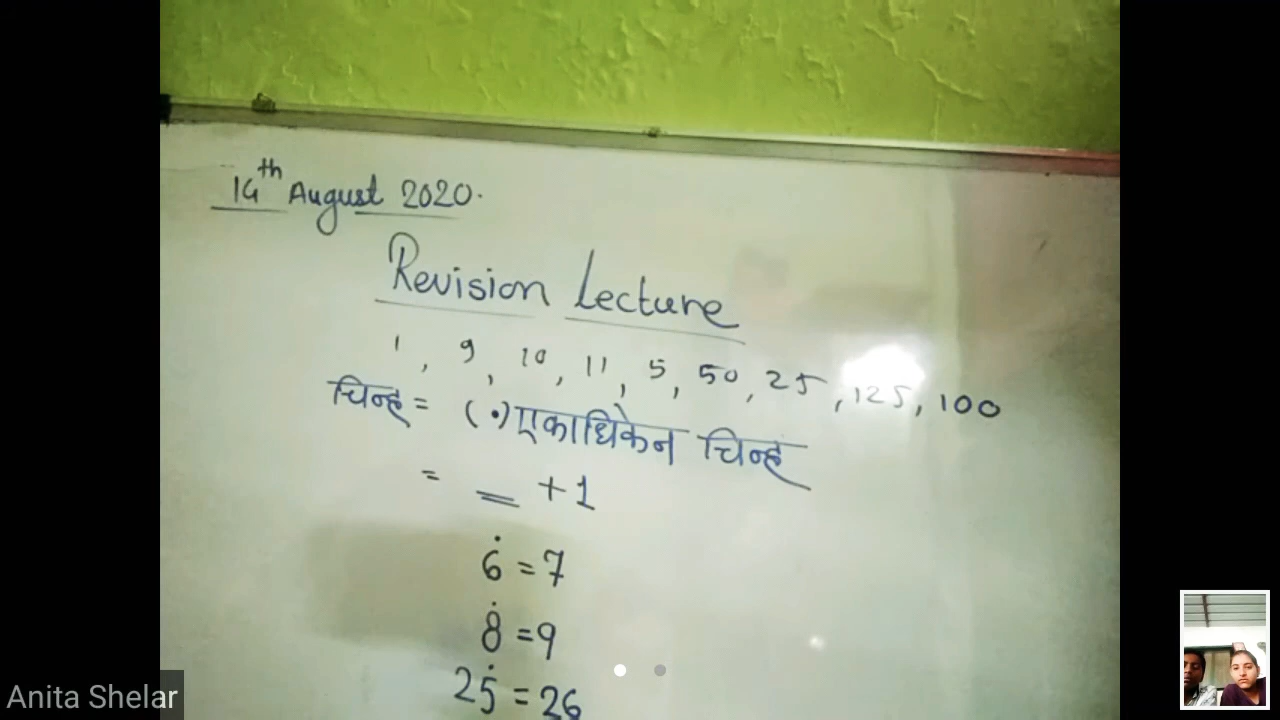 14th August 2020.
Revision Lecture
1, 9, 10, 11, 5, 50, 25, 125, 100
चिन्ह = (•) एकाधिकेन चिन्ह
= __ +1
6̇ = 7
8̇ = 9
25̇ = 26
Anita Shelar